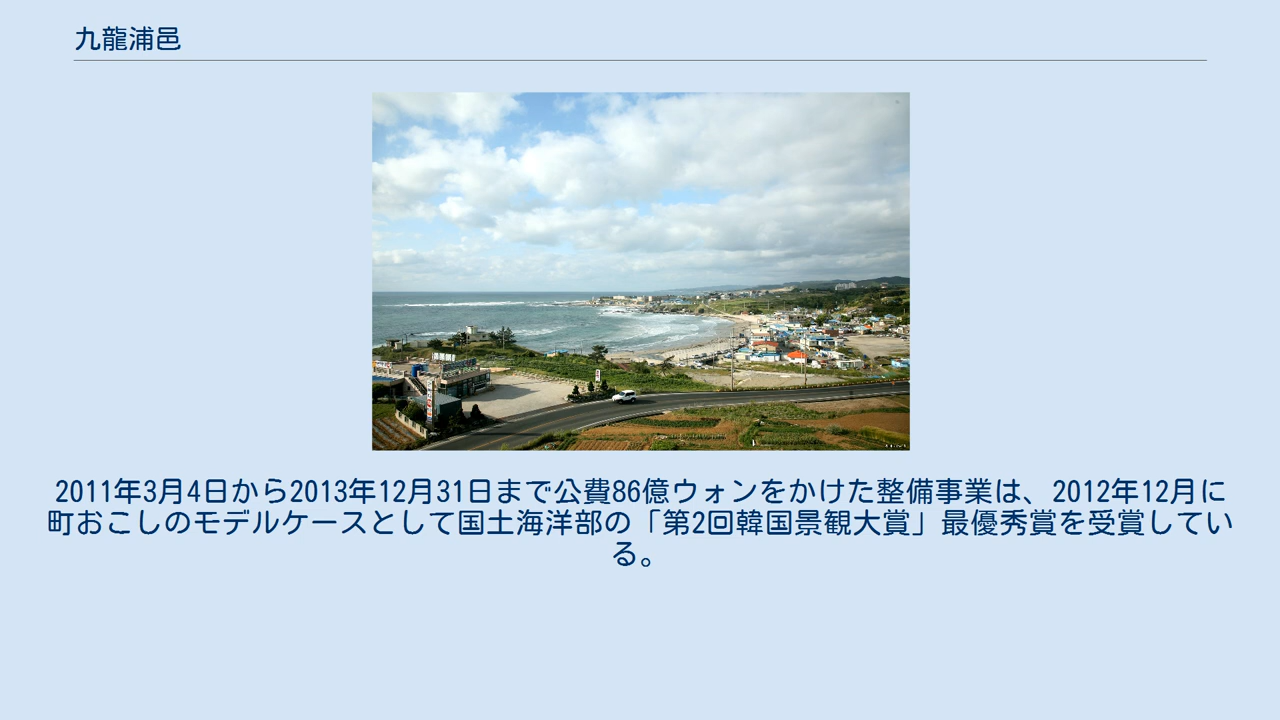 九龍浦邑
2011年3月4日から2013年12月31日まで公費86億ウォンをかけた整備事業は、2012年12月に
町おこしのモデルケースとして国土海洋部の「第2回韓国景観大賞」最優秀賞を受賞してい
る。